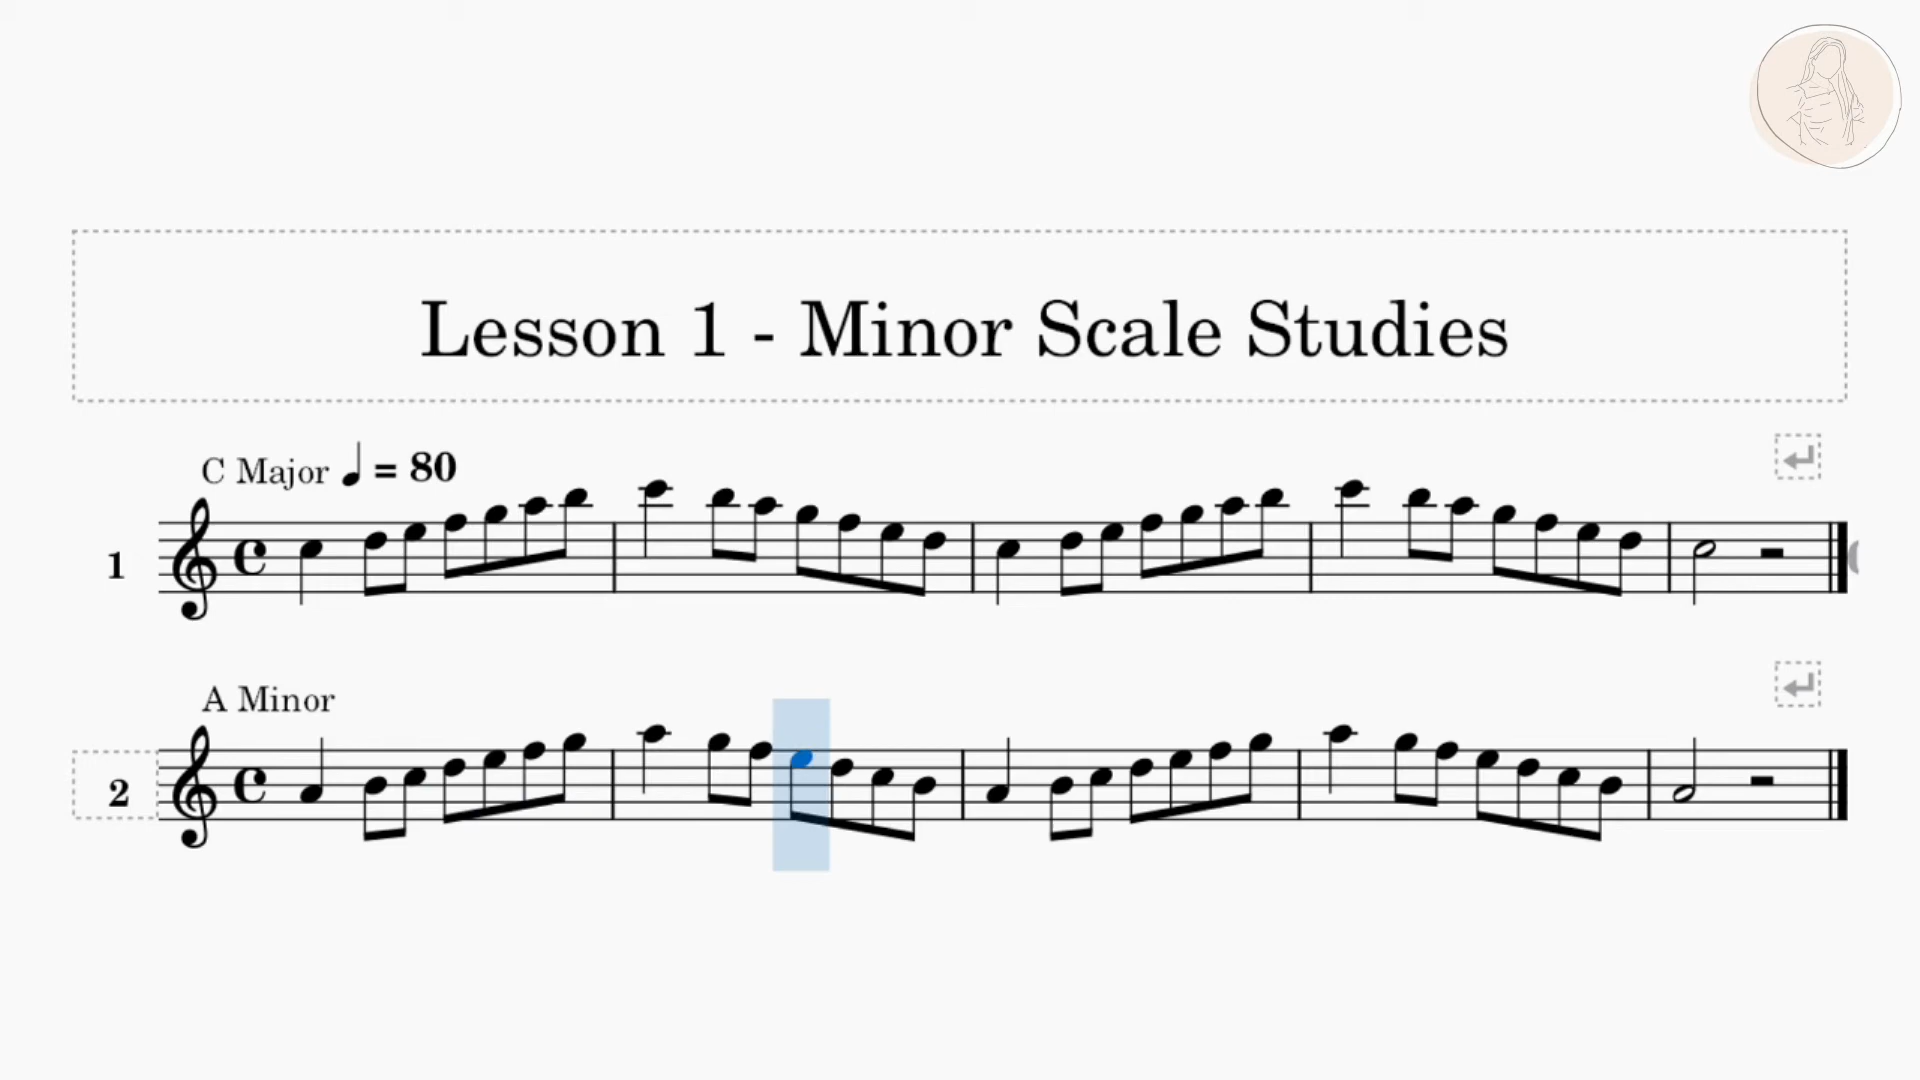 Lesson 1 - Minor Scale Studies
C Major ♩ = 80
1
A Minor
2